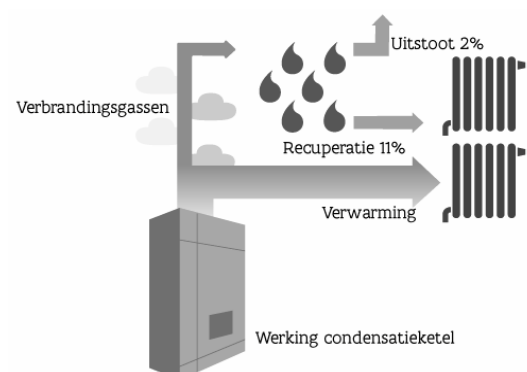 Uitstoot 2%
Verbrandingsgassen
Recuperatie 11%
Verwarming
Werking condensatieketel